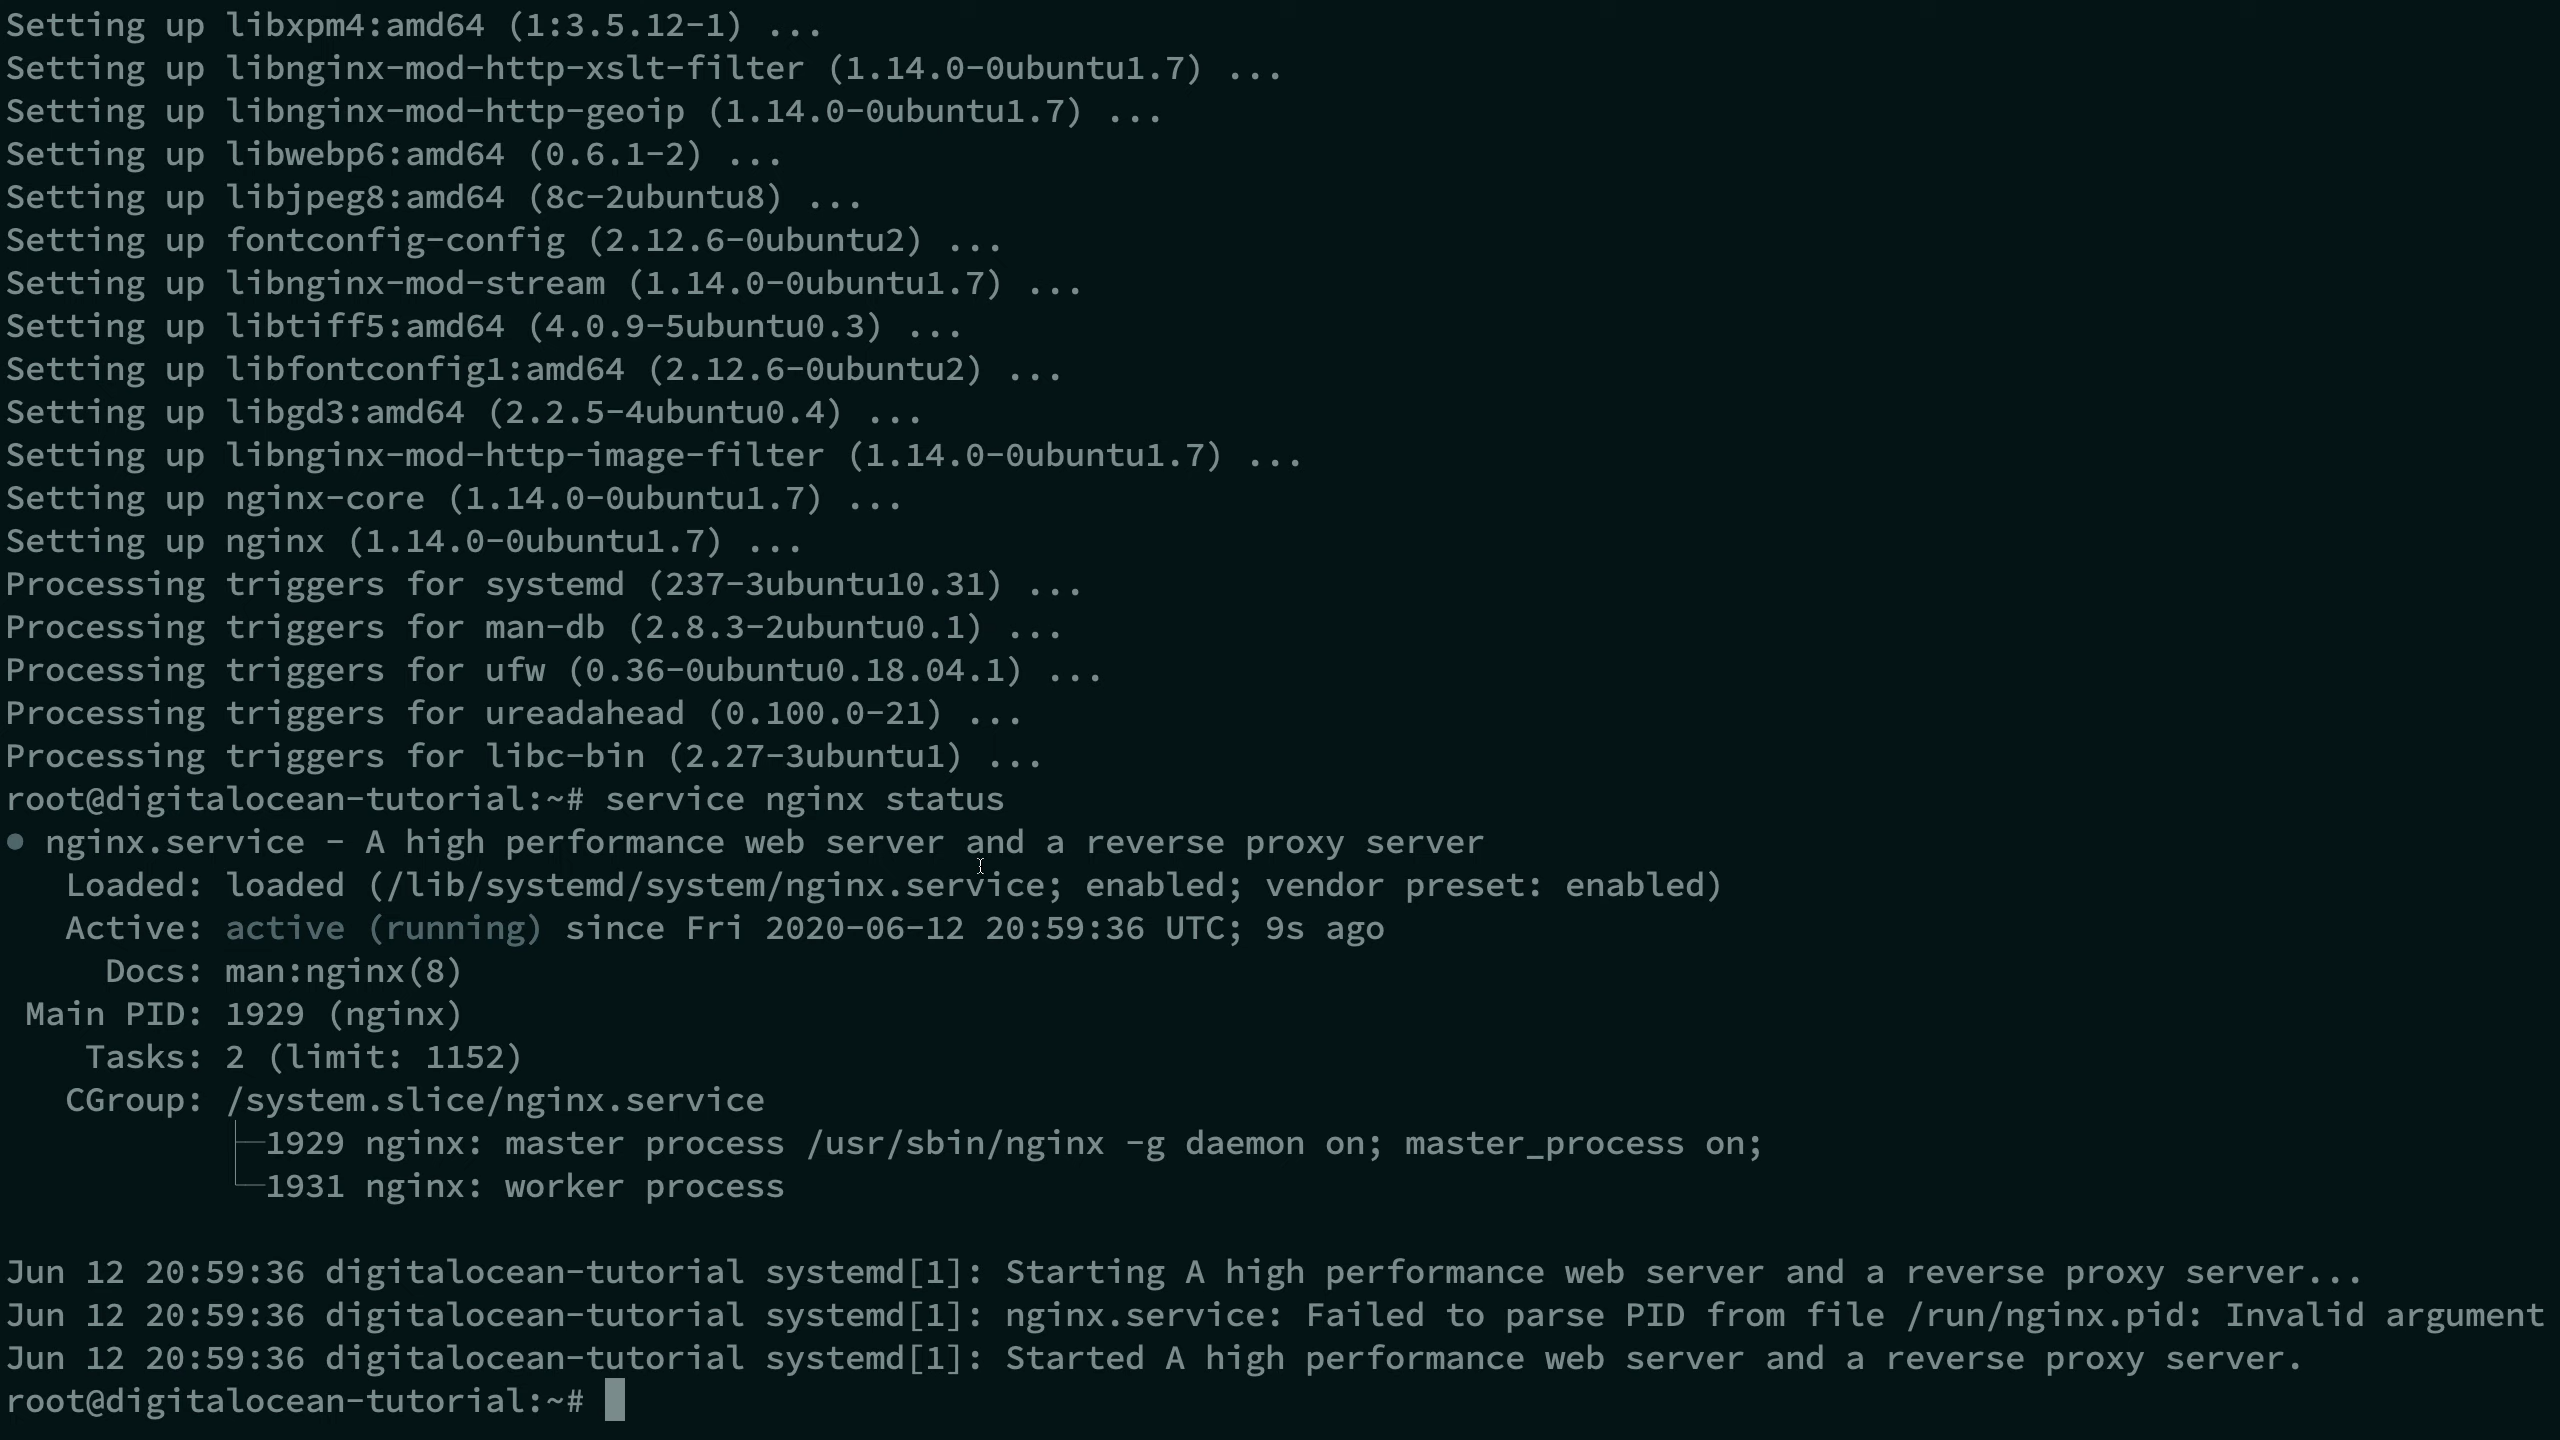 Setting up libxpm4:amd64 (1:3.5.12-1) ...
Setting up libnginx-mod-http-xslt-filter (1.14.0-0ubuntu1.7) ...
Setting up libnginx-mod-http-geoip (1.14.0-0ubuntu1.7) ...
Setting up libwebp6:amd64 (0.6.1-2) ...
Setting up libjpeg8:amd64 (8c-2ubuntu8) ...
Setting up fontconfig-config (2.12.6-0ubuntu2) ...
Setting up libnginx-mod-stream (1.14.0-0ubuntu1.7) ...
Setting up libtiff5:amd64 (4.0.9-5ubuntu0.3) ...
Setting up libfontconfig1:amd64 (2.12.6-0ubuntu2) ...
Setting up libgd3:amd64 (2.2.5-4ubuntu0.4) ...
Setting up libnginx-mod-http-image-filter (1.14.0-0ubuntu1.7) ...
Setting up nginx-core (1.14.0-0ubuntu1.7) ...
Setting up nginx (1.14.0-0ubuntu1.7) ...
Processing triggers for systemd (237-3ubuntu10.31) ...
Processing triggers for man-db (2.8.3-2ubuntu0.1) ...
Processing triggers for ufw (0.36-0ubuntu0.18.04.1) ...
Processing triggers for ureadahead (0.100.0-21) ...
Processing triggers for libc-bin (2.27-3ubuntu1) ...
root@digitalocean-tutorial:~# service nginx status
● nginx.service - A high performance web server and a reverse proxy server
   Loaded: loaded (/lib/systemd/system/nginx.service; enabled; vendor preset: enabled)
   Active: active (running) since Fri 2020-06-12 20:59:36 UTC; 9s ago
     Docs: man:nginx(8)
 Main PID: 1929 (nginx)
    Tasks: 2 (limit: 1152)
   CGroup: /system.slice/nginx.service
           ├─1929 nginx: master process /usr/sbin/nginx -g daemon on; master_process on;
           └─1931 nginx: worker process
Jun 12 20:59:36 digitalocean-tutorial systemd[1]: Starting A high performance web server and a reverse proxy server...
Jun 12 20:59:36 digitalocean-tutorial systemd[1]: nginx.service: Failed to parse PID from file /run/nginx.pid: Invalid argument
Jun 12 20:59:36 digitalocean-tutorial systemd[1]: Started A high performance web server and a reverse proxy server.
root@digitalocean-tutorial:~#